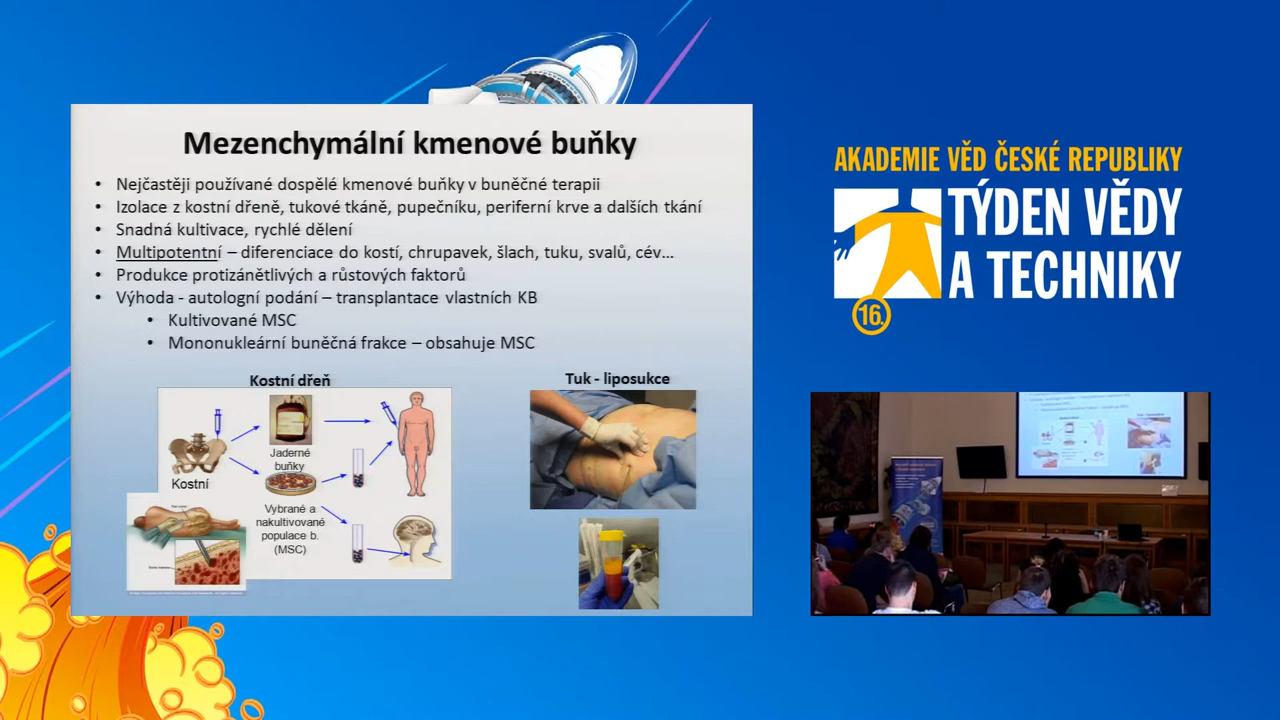 Mezenchymální kmenové buňky
• Nejčastěji používané dospělé kmenové buňky v buněčné terapii
• Izolace z kostní dřeně, tukové tkáně, pupečníku, periferní krve a dalších tkání
• Snadná kultivace, rychlé dělení
• Multipotentní – diferenciace do kostí, chrupavek, šlach, tuku, svalů, cév...
• Produkce protizánětlivých a růstových faktorů
• Výhoda - autologní podání – transplantace vlastních KB
• Kultivované MSC
• Mononukleární buněčná frakce – obsahuje MSC
Kostní dřeň
Jaderné
buňky
Kostní
Vybrané a
nakultivované
populace b.
(MSC)
Tuk - liposukce
AKADEMIE VĚD ČESKÉ REPUBLIKY
TÝDEN VĚDY
A TECHNIKY
16.